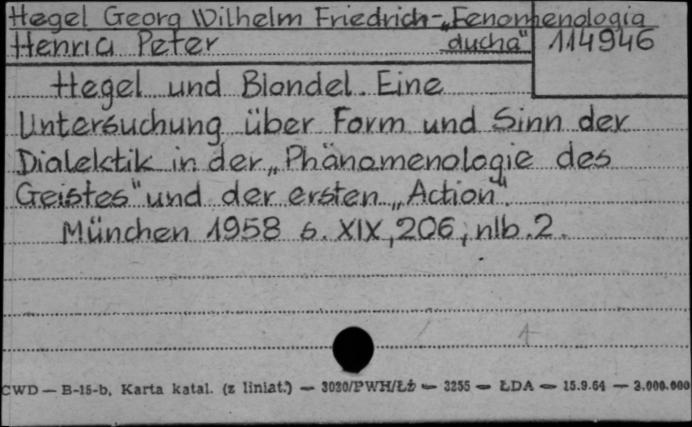 Hegel Georg Wilhelm Friedrich-„Fenomenologia
Henrici Peter ducha" 114946
Hegel und Blondel. Eine
Untersuchung über Form und Sinn der
Dialektik in der „Phänomenologie des
Geistes" und der ersten „Action".
München 1958 s. XIX, 206, nlb. 2.
CWD — B-15-b, Karta katal. (z liniat.) — 3030/PWH/Łż — 3255 — ŁDA — 15.9.64 — 3.000.000